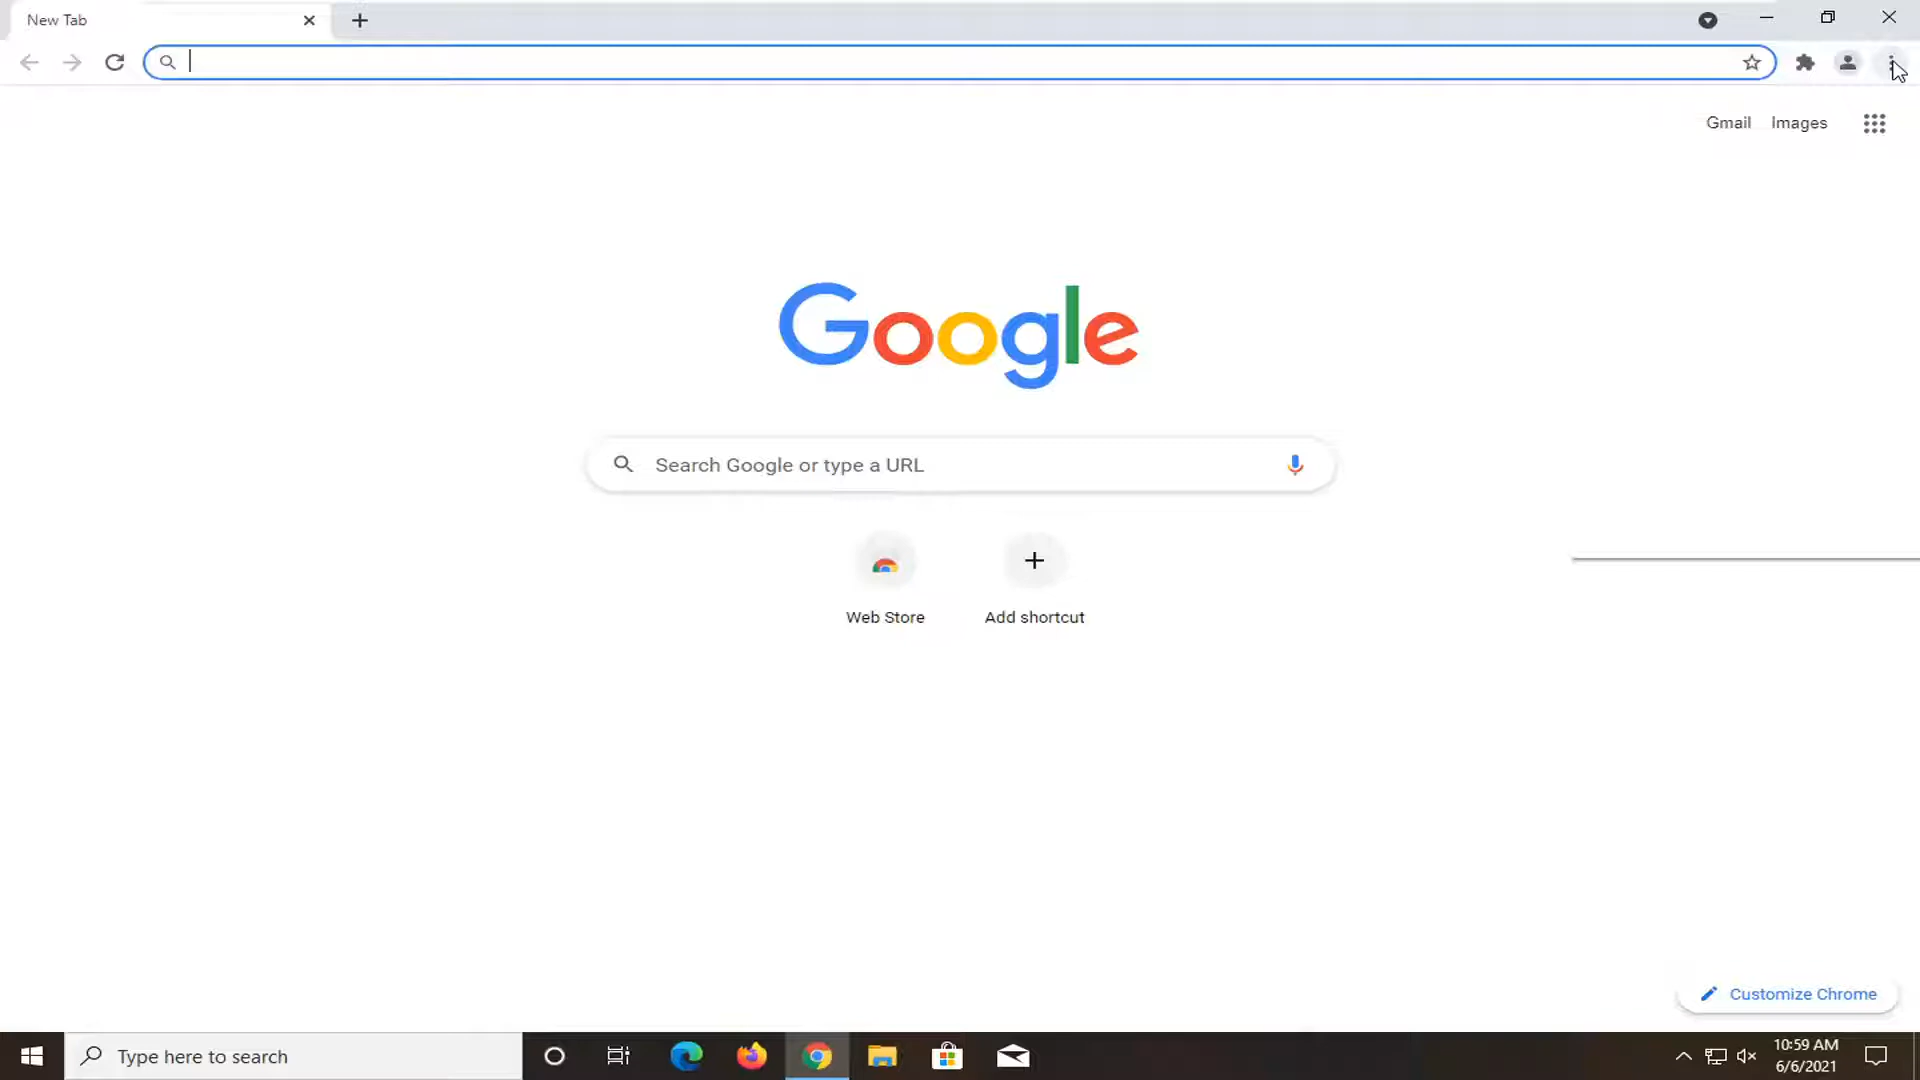 New Tab
Gmail Images
Google
Search Google or type a URL
Web Store Add shortcut
Customize Chrome
Type here to search
10:59 AM
6/6/2021